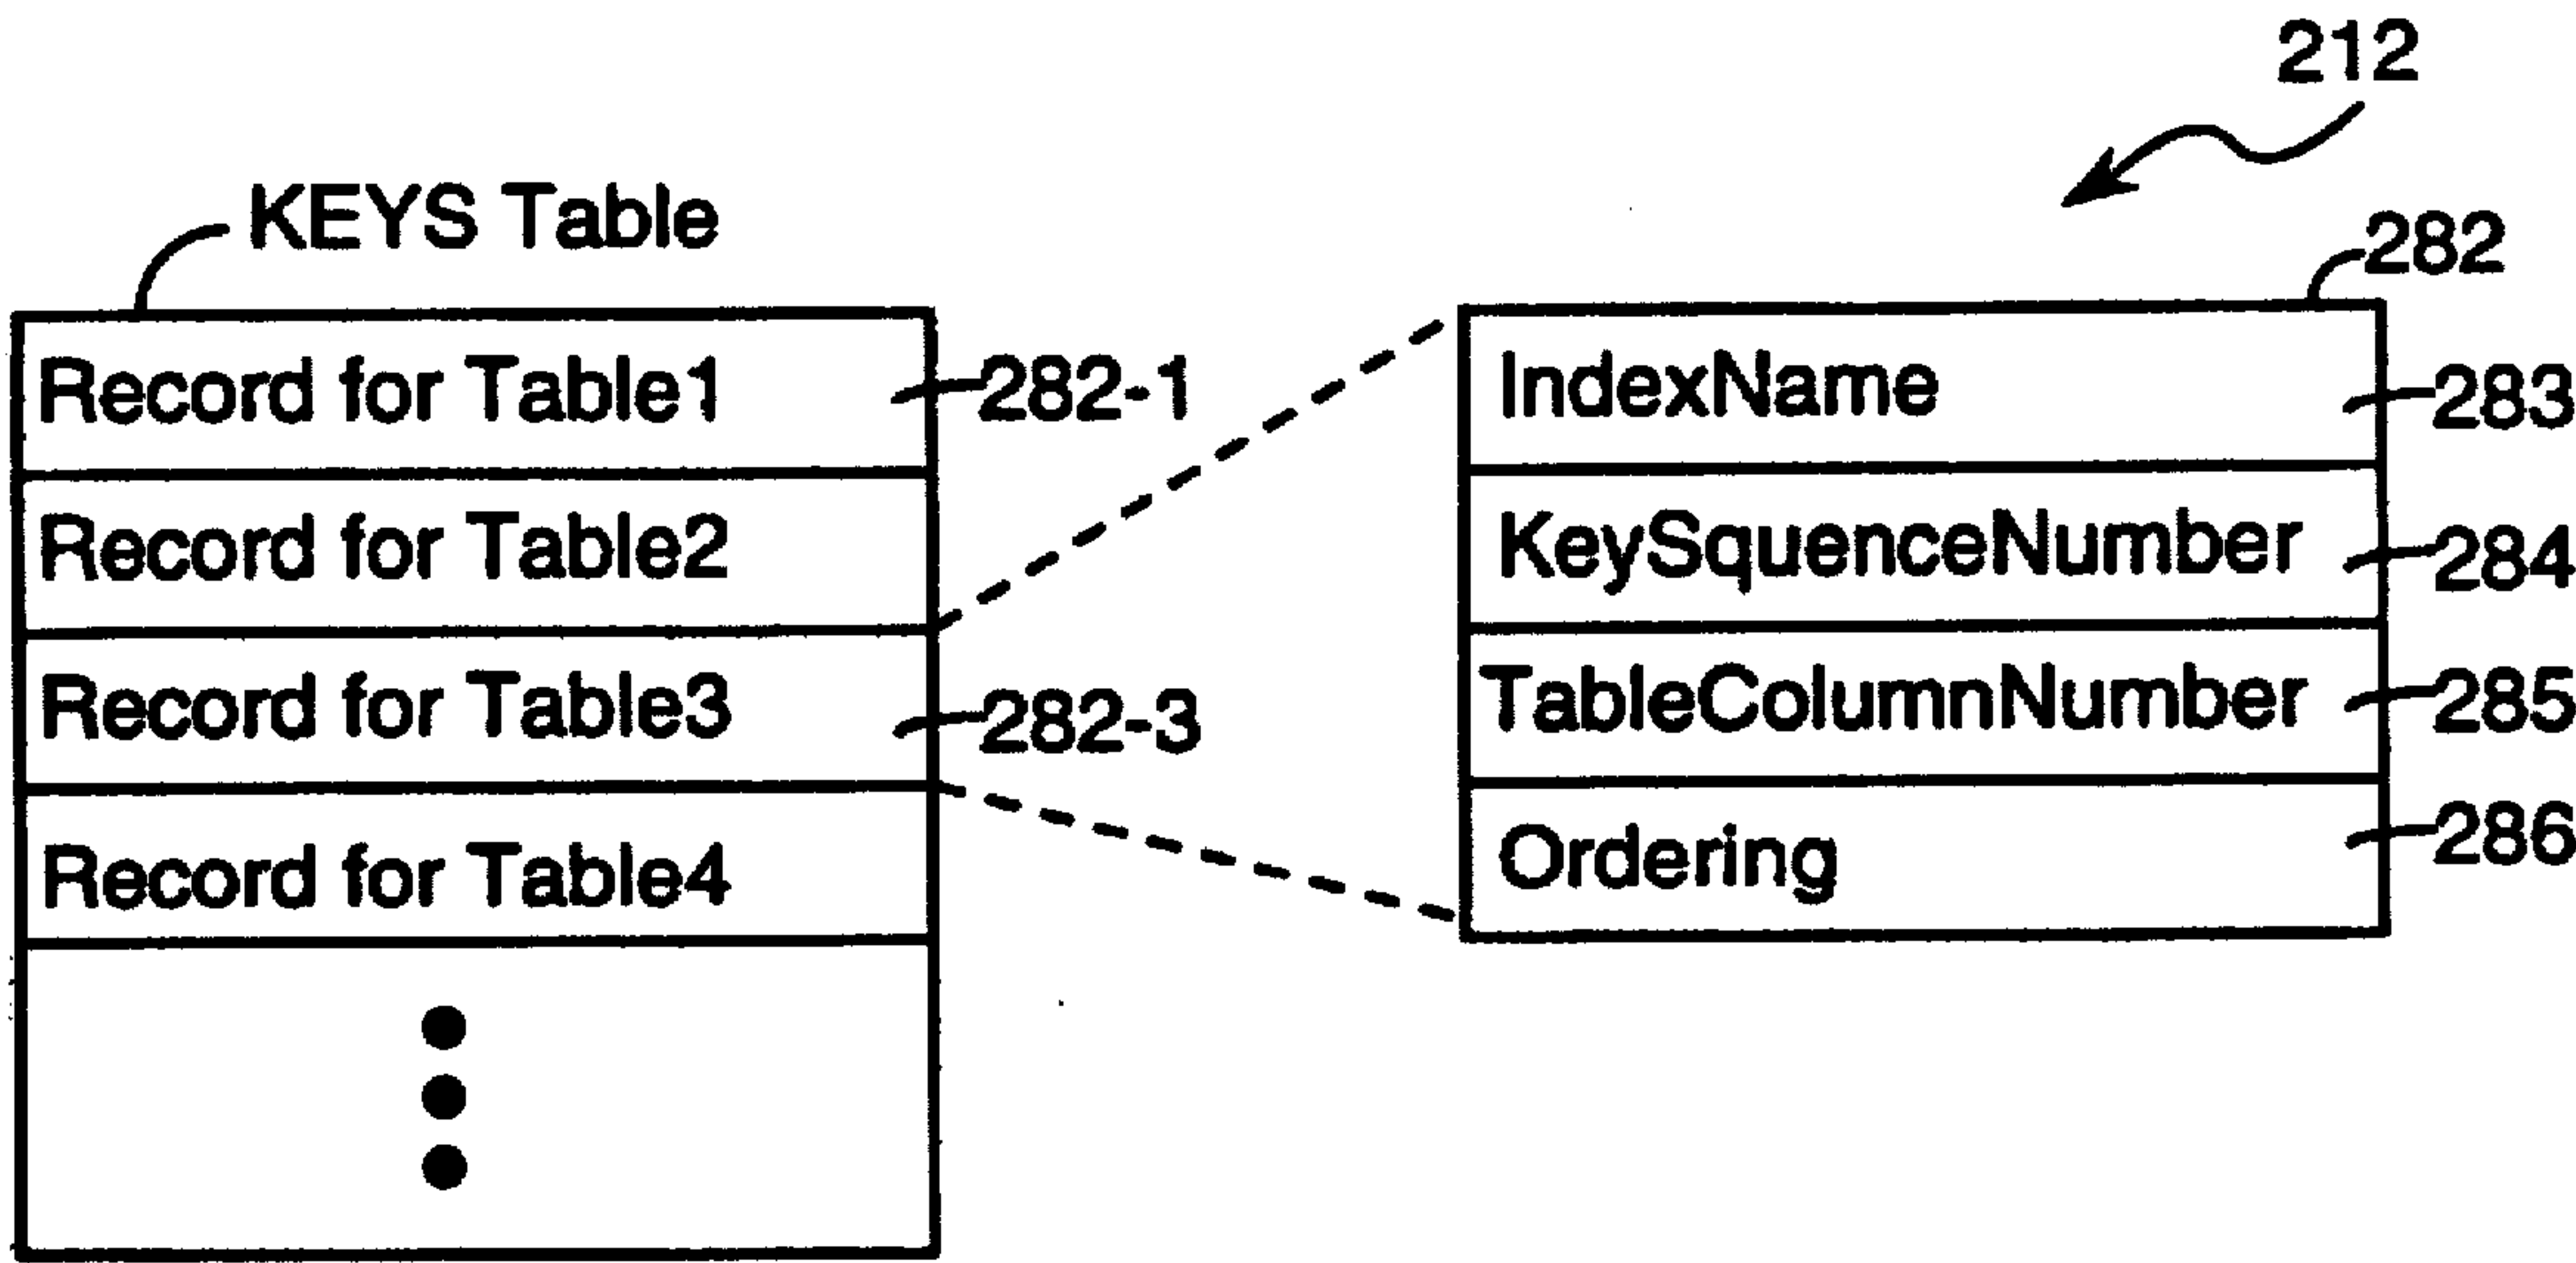 212
KEYS Table
282
Record for Table1
282-1
Record for Table2
Record for Table3
282-3
Record for Table4
IndexName
283
KeySquenceNumber
284
TableColumnNumber
285
Ordering
286